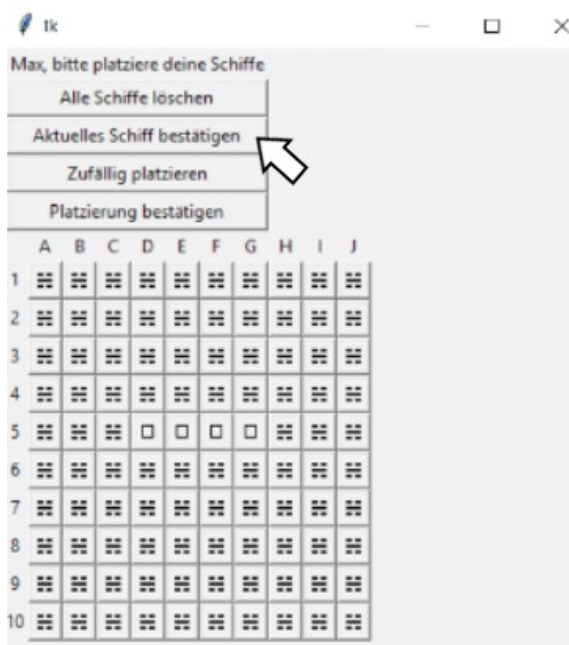 tk
Max, bitte platziere deine Schiffe
Alle Schiffe löschen
Aktuelles Schiff bestätigen
Zufällig platzieren
Platzierung bestätigen
A B C D E F G H I J
1 ䷜ ䷜ ䷜ ䷜ ䷜ ䷜ ䷜ ䷜ ䷜ ䷜
2 ䷜ ䷜ ䷜ ䷜ ䷜ ䷜ ䷜ ䷜ ䷜ ䷜
3 ䷜ ䷜ ䷜ ䷜ ䷜ ䷜ ䷜ ䷜ ䷜ ䷜
4 ䷜ ䷜ ䷜ ䷜ ䷜ ䷜ ䷜ ䷜ ䷜ ䷜
5 ䷜ ䷜ ䷜ □ □ □ □ ䷜ ䷜ ䷜
6 ䷜ ䷜ ䷜ ䷜ ䷜ ䷜ ䷜ ䷜ ䷜ ䷜
7 ䷜ ䷜ ䷜ ䷜ ䷜ ䷜ ䷜ ䷜ ䷜ ䷜
8 ䷜ ䷜ ䷜ ䷜ ䷜ ䷜ ䷜ ䷜ ䷜ ䷜
9 ䷜ ䷜ ䷜ ䷜ ䷜ ䷜ ䷜ ䷜ ䷜ ䷜
10 ䷜ ䷜ ䷜ ䷜ ䷜ ䷜ ䷜ ䷜ ䷜ ䷜